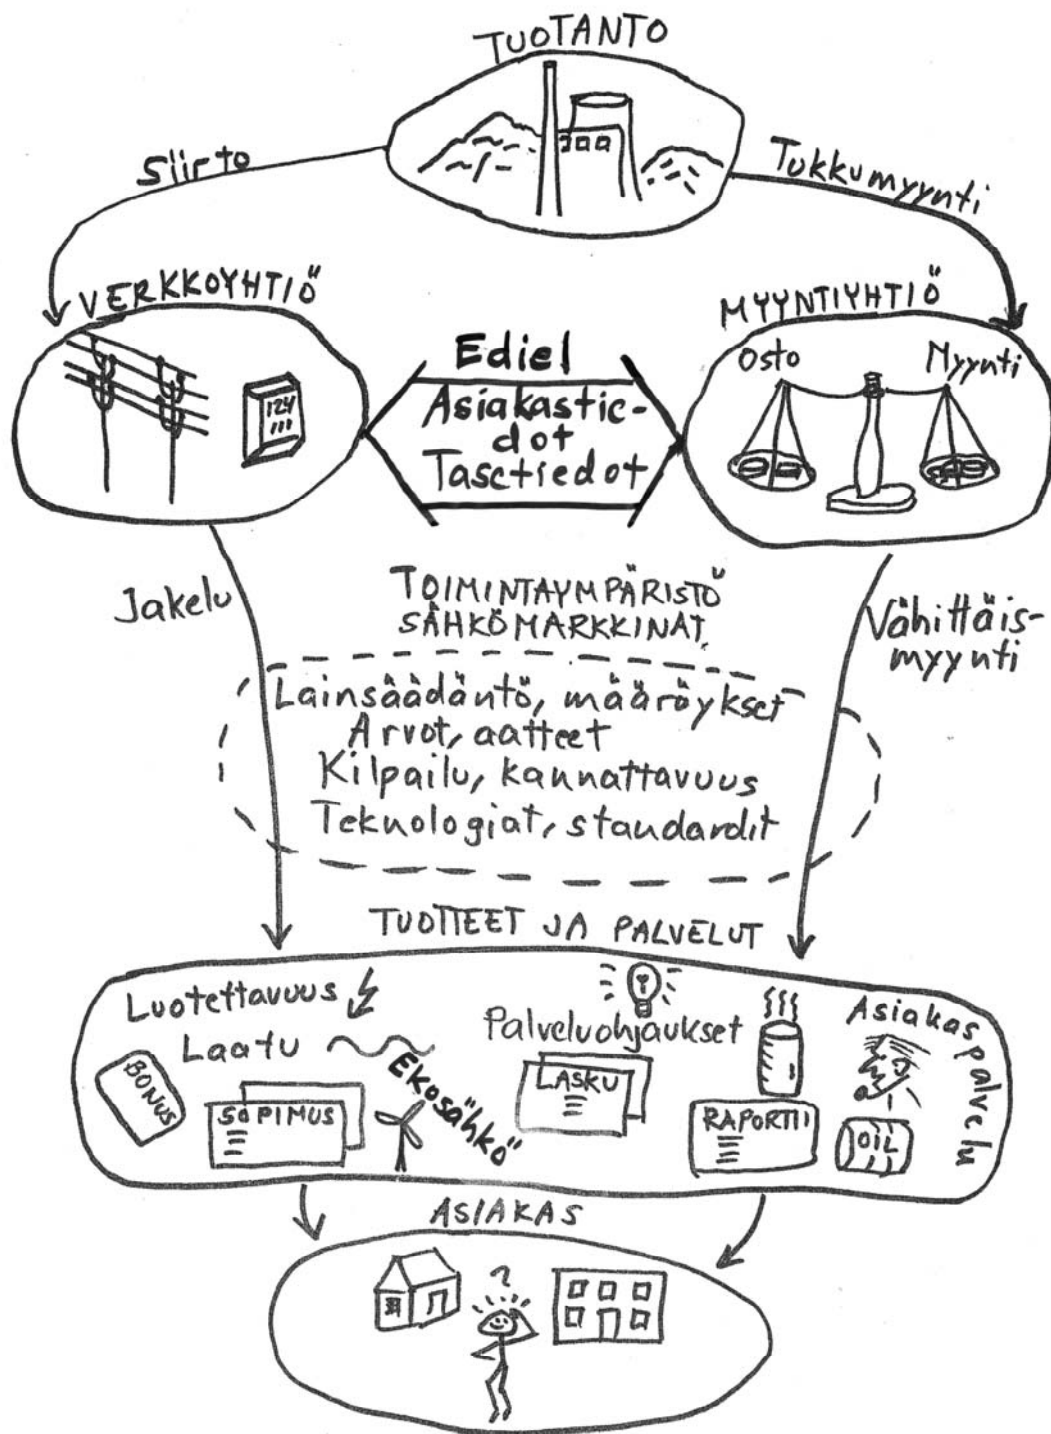 TUOTANTO
Siirto
Tukkumyynti
VERKKOYHTIÖ
MYYNTIYHTIÖ
Osto
Myynti
124
111
Ediel
Asiakastie-
dot
Tasetiedot
Jakelu
TOIMINTAYMPÄRISTÖ
SÄHKÖMARKKINAT
Vähittäis-
myynti
Lainsäädäntö, määräykset
Arvot, aatteet
Kilpailu, kannattavuus
Teknologiat, standardit
TUOTTEET JA PALVELUT
Luotettavuus
Laatu
BONUS
SOPIMUS
Ekosähkö
Palveluohjaukset
LASKU
RAPORTTI
Asiakaspalvelu
OIL
ASIAKAS
?